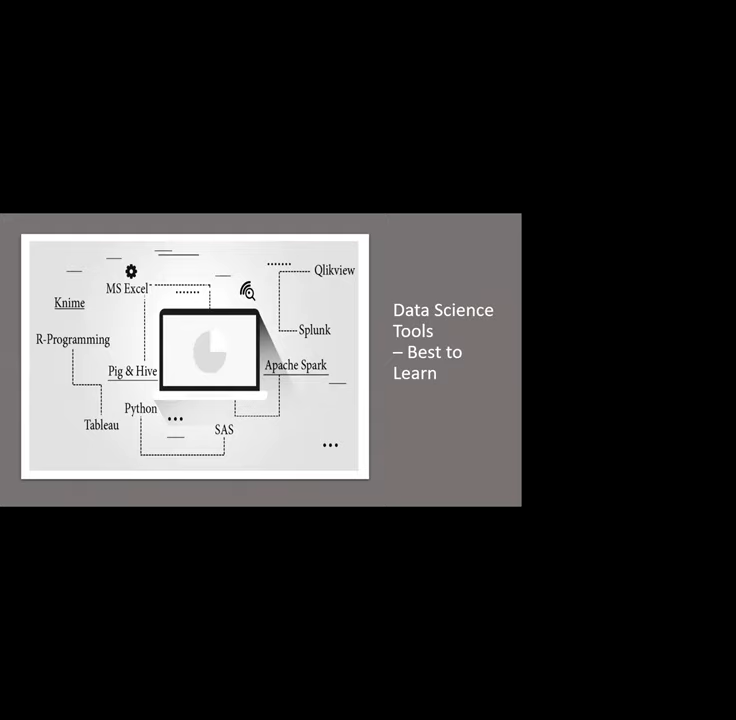 MS Excel
Qlikview
Knime
Splunk
R-Programming
Pig & Hive
Apache Spark
Python
Tableau
SAS
Data Science
Tools
– Best to
Learn